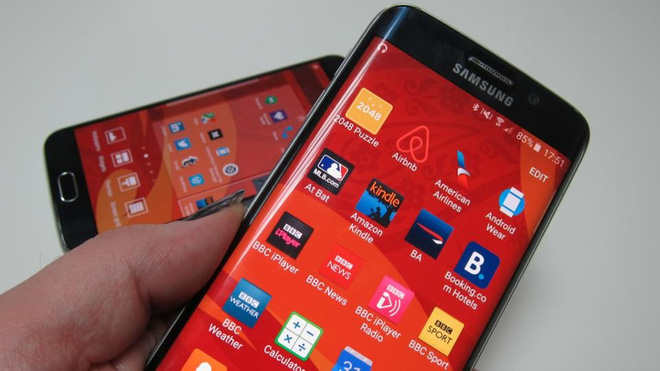 SAMSUNG
85% 17:51
EDIT
2048
2048 Puzzle
Airbnb
American
Airlines
Android
Wear
MLB.com
At Bat
kindle
Amazon
Kindle
BA
B.
Booking.co
m Hotels
BBC
iPlayer
BBC iPlayer
BBC
NEWS
BBC News
BBC
BBC iPlayer
Radio
BBC
SPORT
BBC Sport
BBC
WEATHER
BBC
Weather
Calculator
31